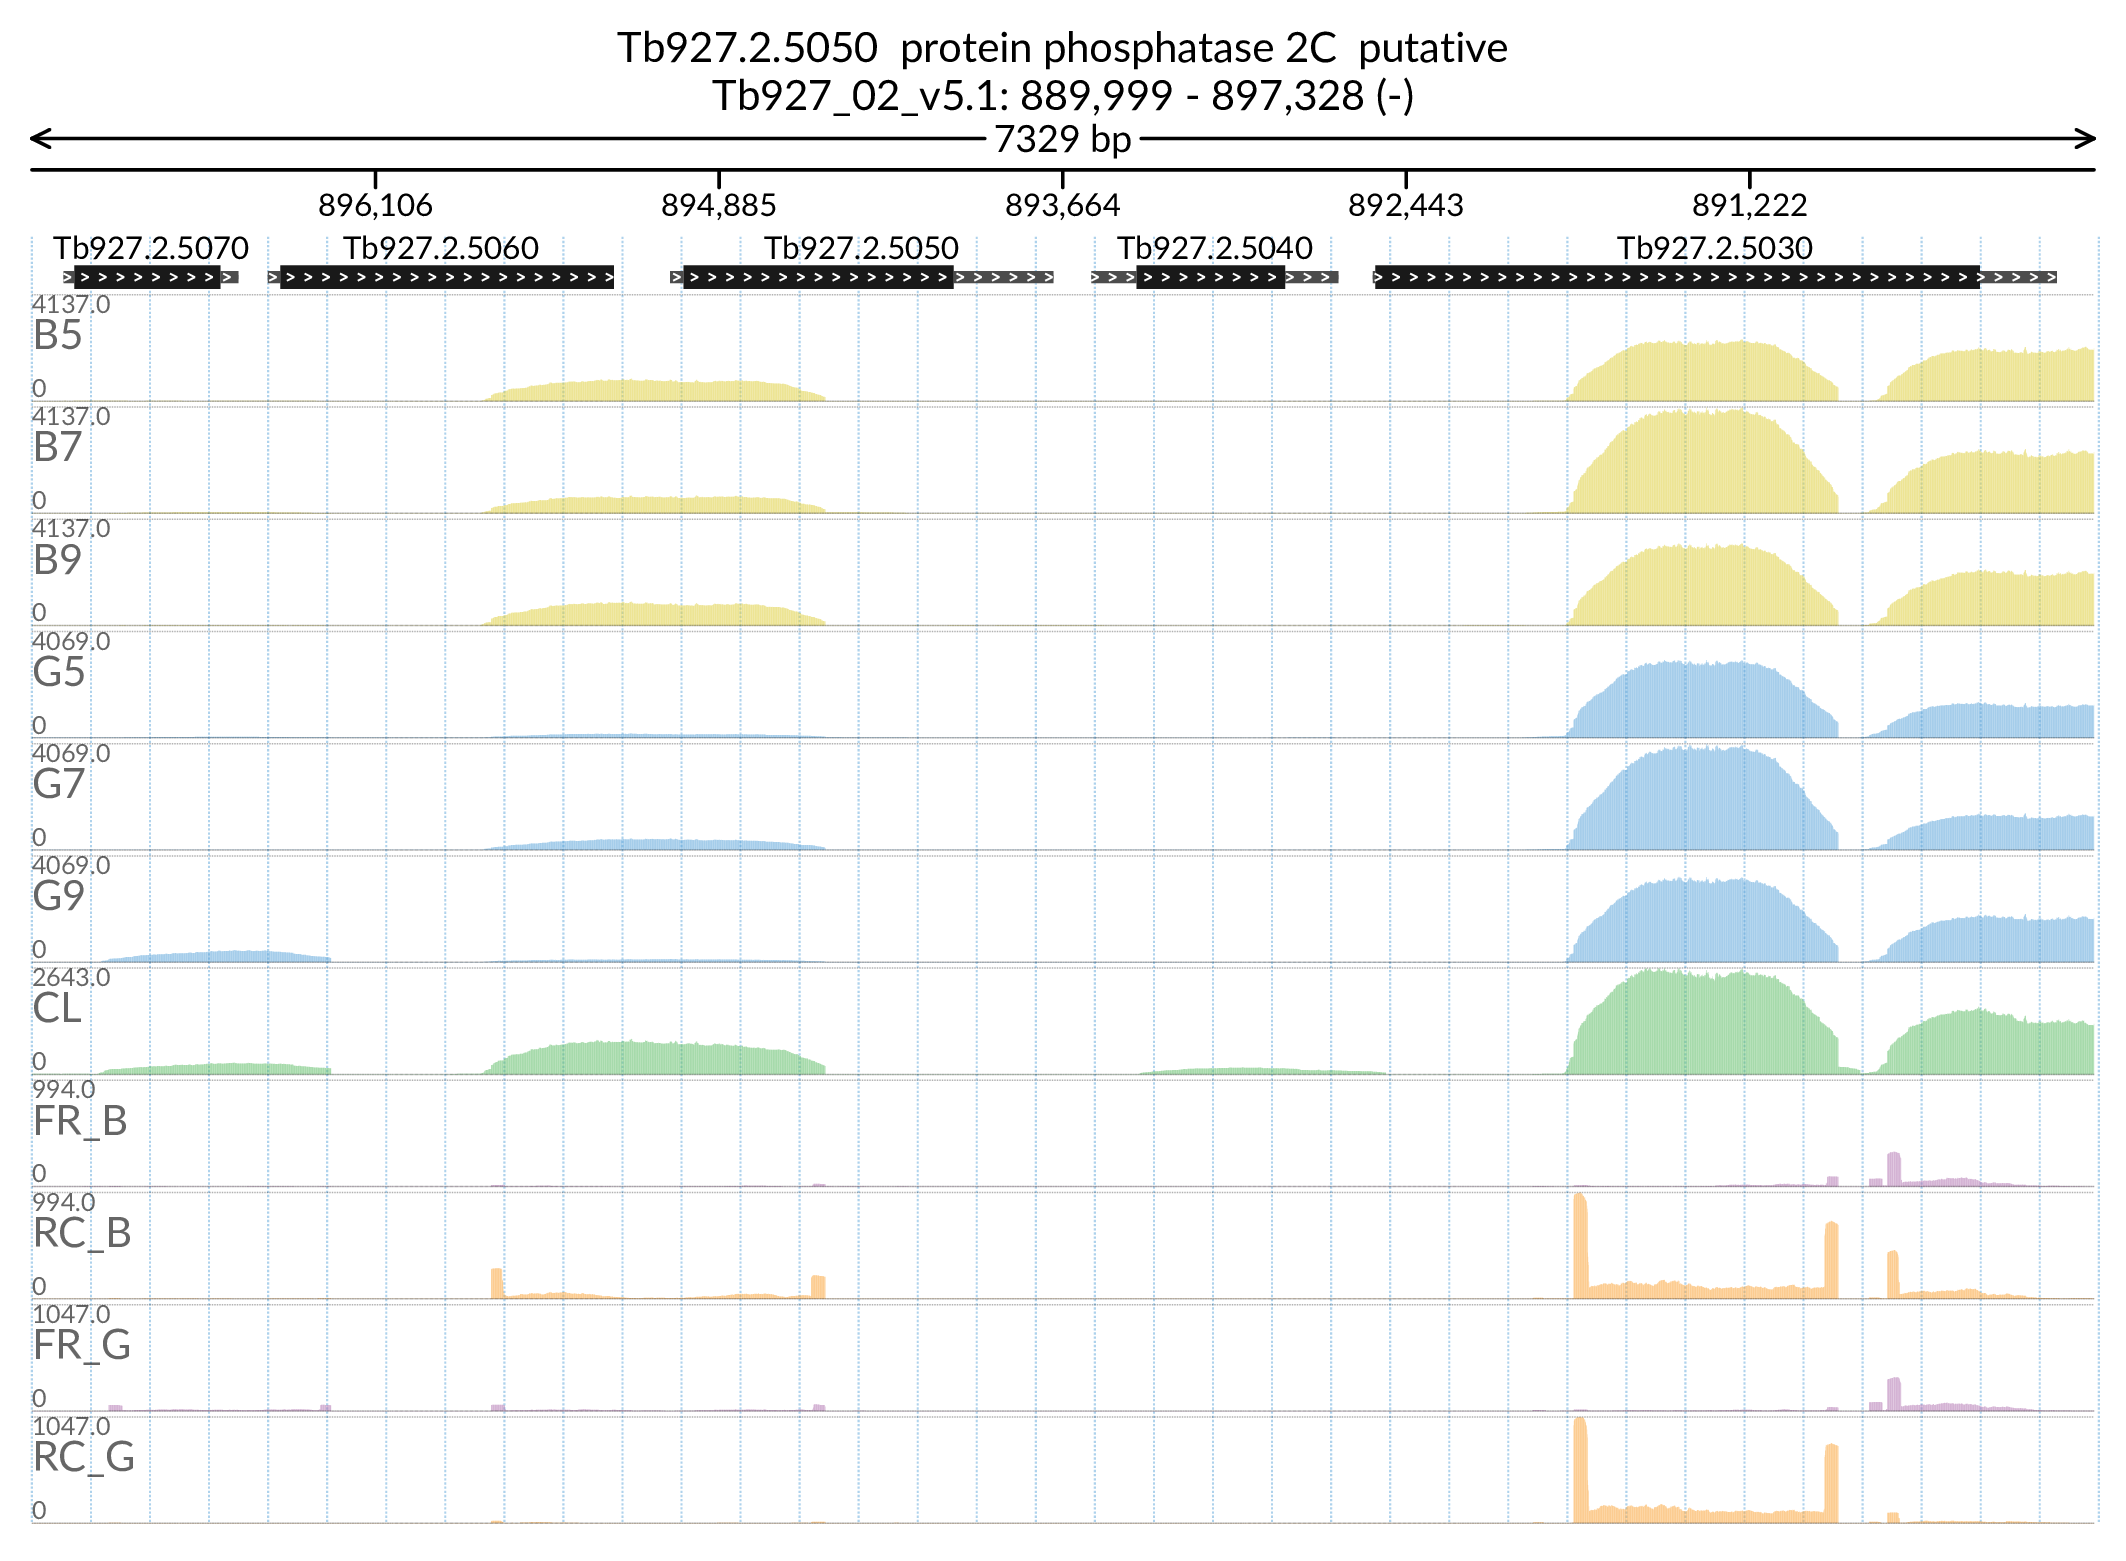 Tb927.2.5050 protein phosphatase 2C putative
Tb927_02_v5.1: 889,999 - 897,328 (-)
7329 bp
896,106 894,885 893,664 892,443 891,222
Tb927.2.5070 Tb927.2.5060 Tb927.2.5050 Tb927.2.5040 Tb927.2.5030
4137.0
B5
0
4137.0
B7
0
4137.0
B9
0
4069.0
G5
0
4069.0
G7
0
4069.0
G9
0
2643.0
CL
0
994.0
FR_B
0
994.0
RC_B
0
1047.0
FR_G
0
1047.0
RC_G
0